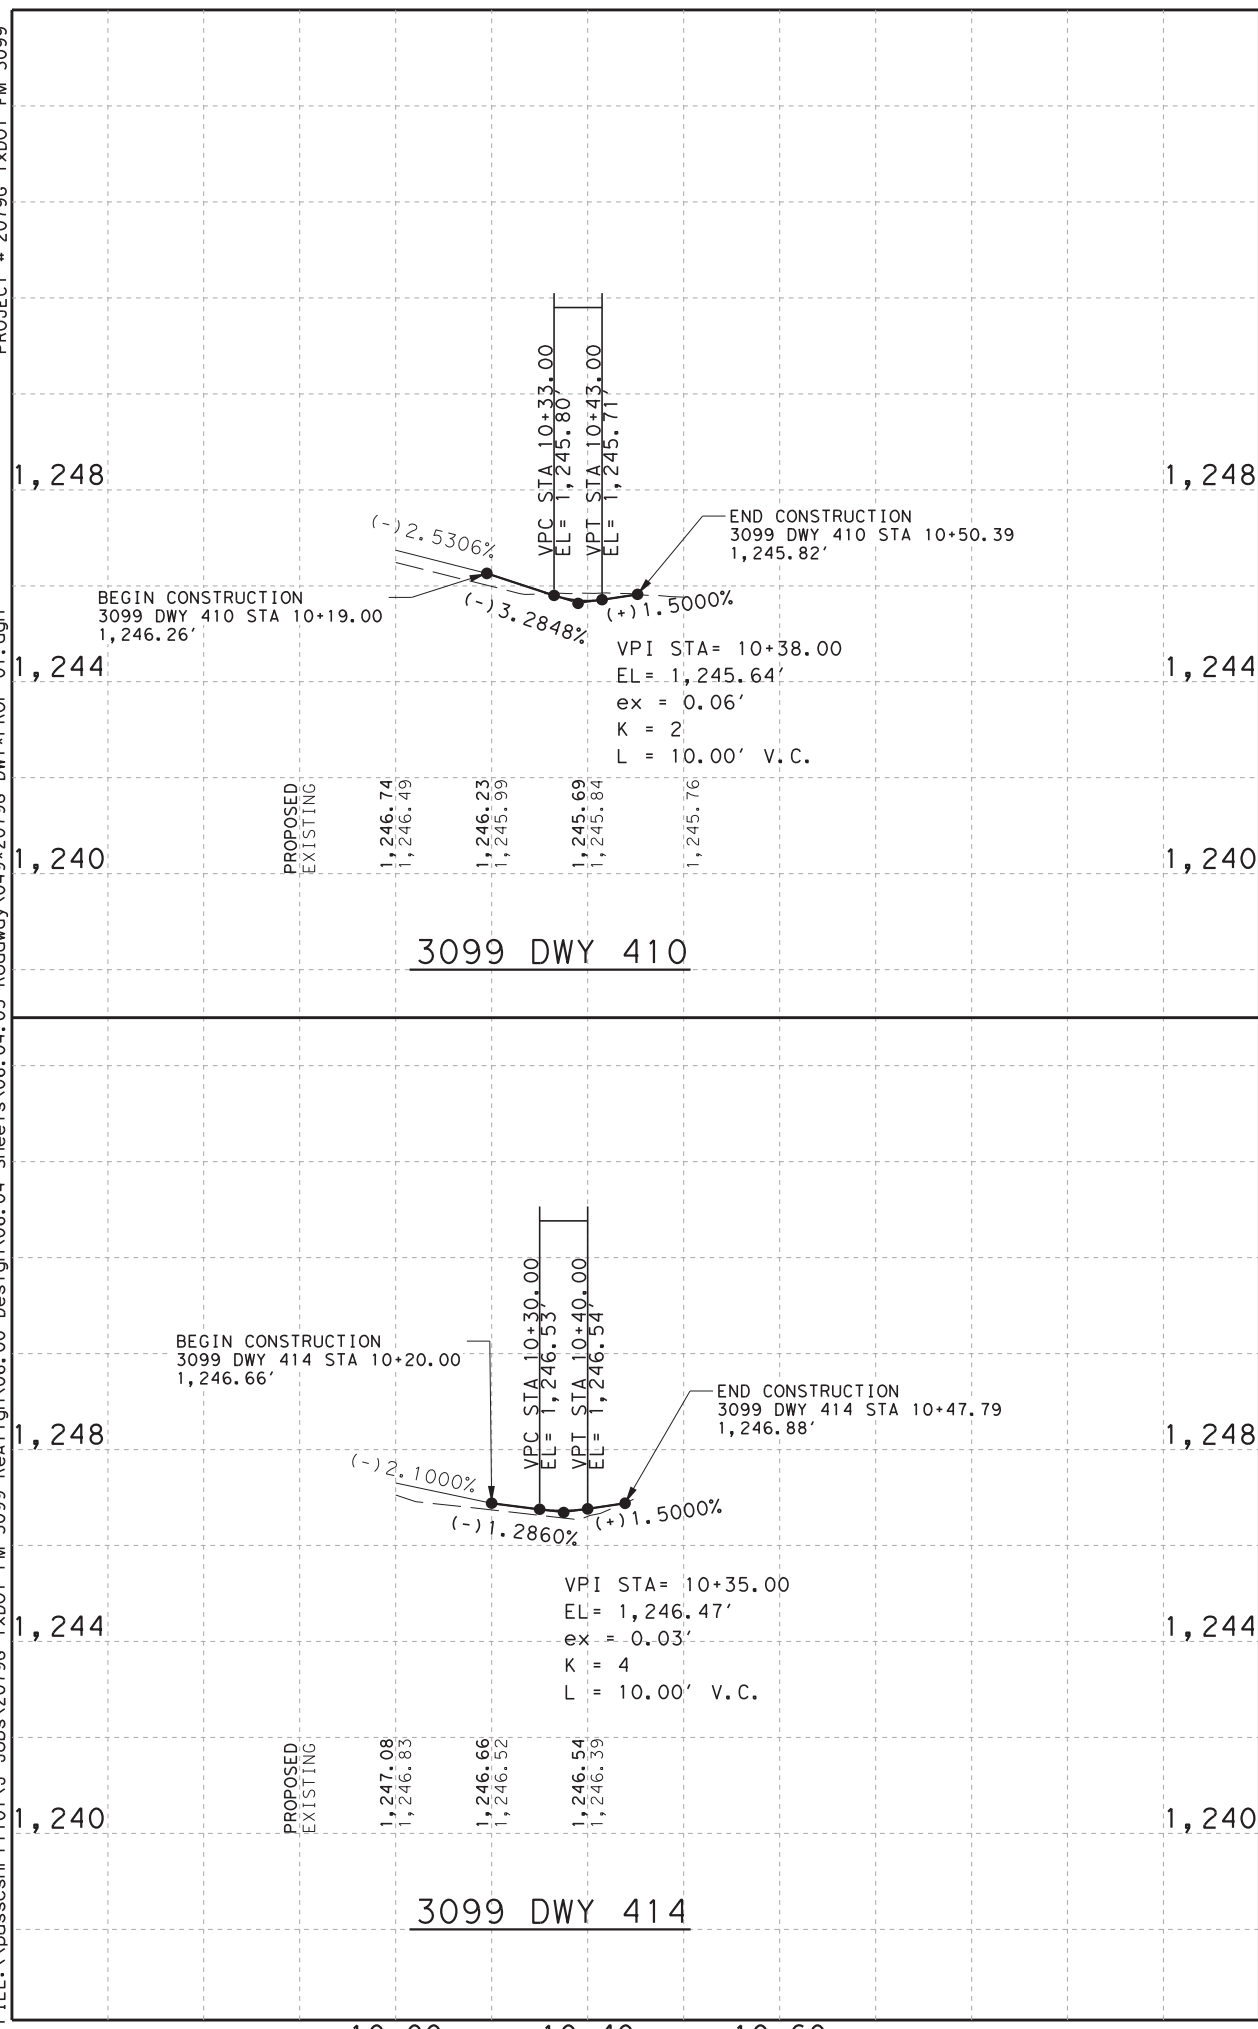 PROJECT # 20796 TXDOT FM 3099
VPC STA 10+33.00
EL= 1,245.80'
VPT STA 10+43.00
EL= 1,245.71'
1,248
1,248
(-)2.5306%
END CONSTRUCTION
3099 DWY 410 STA 10+50.39
1,245.82'
BEGIN CONSTRUCTION
3099 DWY 410 STA 10+19.00
1,246.26'
(-)3.2848%
(+)1.5000%
VPI STA= 10+38.00
EL= 1,245.64'
ex = 0.06'
K = 2
L = 10.00' V.C.
1,244
1,244
PROPOSED
EXISTING
1,246.74
1,246.49
1,246.23
1,245.99
1,245.69
1,245.84
1,245.76
1,240
1,240
3099 DWY 410
VPC STA 10+30.00
EL= 1,246.53'
VPT STA 10+40.00
EL= 1,246.54'
BEGIN CONSTRUCTION
3099 DWY 414 STA 10+20.00
1,246.66'
END CONSTRUCTION
3099 DWY 414 STA 10+47.79
1,246.88'
1,248
1,248
(-)2.1000%
(-)1.2860%
(+)1.5000%
VPI STA= 10+35.00
EL= 1,246.47'
ex = 0.03'
K = 4
L = 10.00' V.C.
1,244
1,244
PROPOSED
EXISTING
1,247.08
1,246.83
1,246.66
1,246.52
1,246.54
1,246.39
1,240
1,240
3099 DWY 414